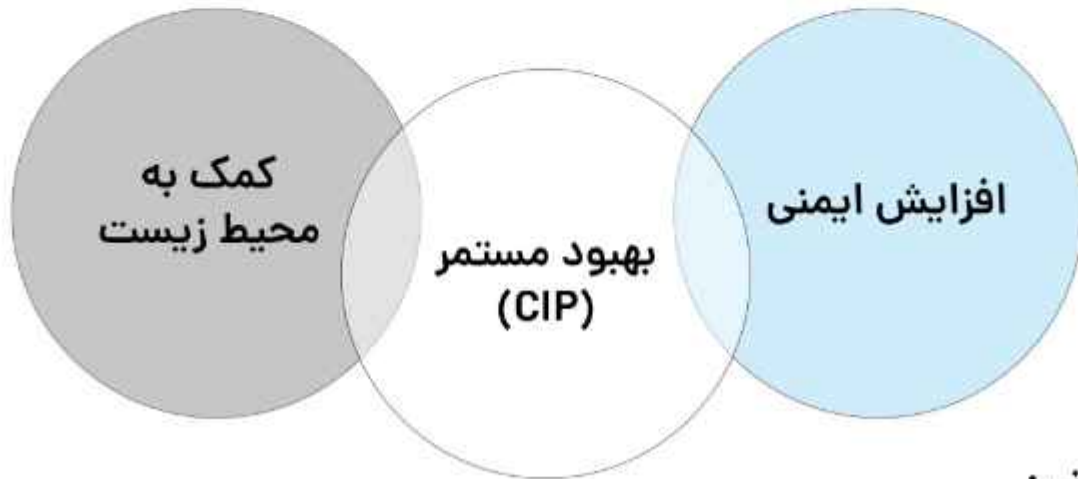 افزایش ایمنی
بهبود مستمر
(CIP)
کمک به
محیط زیست